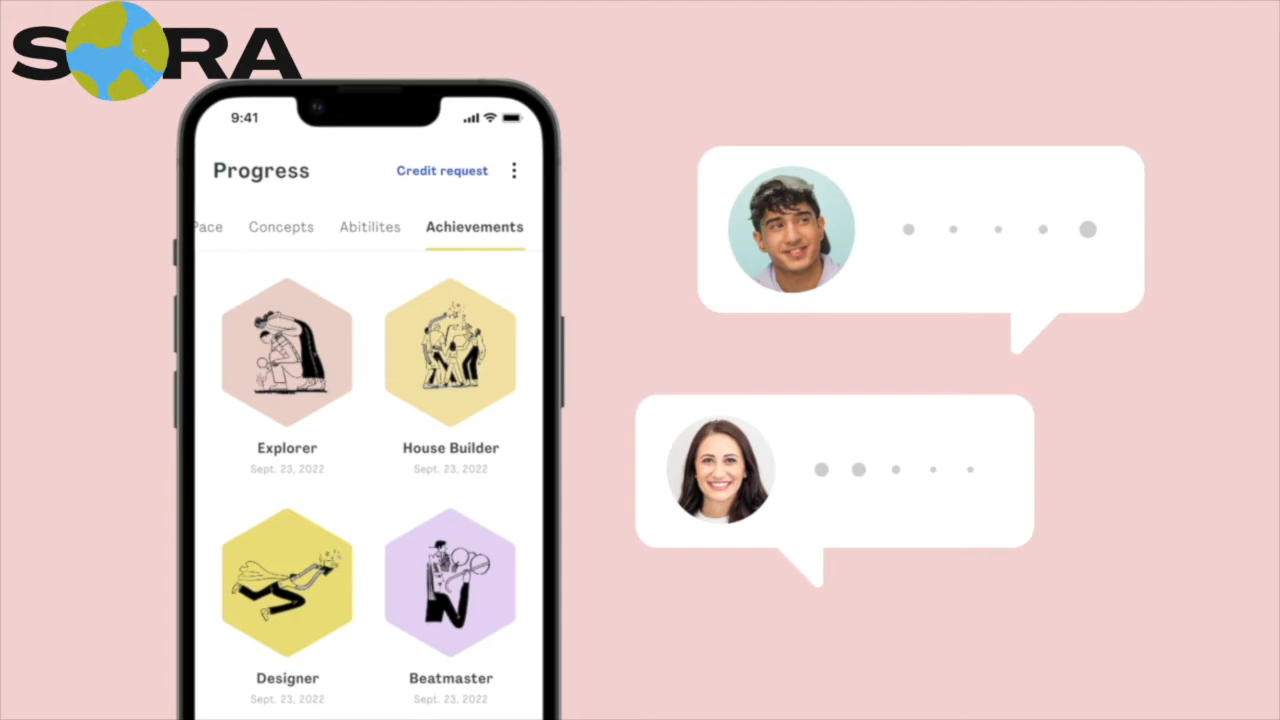 SORA
9:41
Progress
Credit request
Pace Concepts Abitilites Achievements
Explorer House Builder
Sept. 23, 2022 Sept. 23, 2022
Designer Beatmaster
Sept. 23, 2022 Sept. 23, 2022